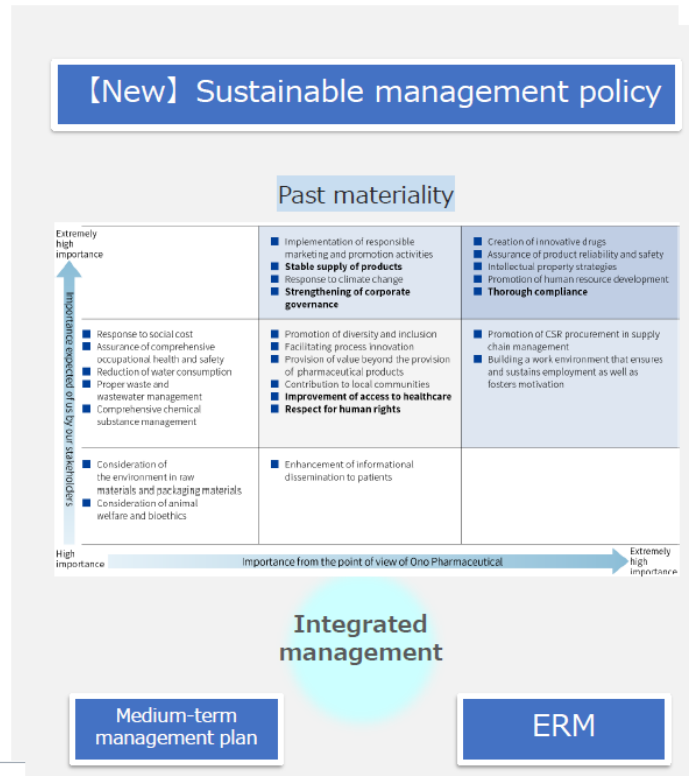 【New】Sustainable management policy
Past materiality
Extremely
high
importance
Importance expected of us by our stakeholders
Implementation of responsible
marketing and promotion activities
Stable supply of products
Response to climate change
Strengthening of corporate
governance
Creation of innovative drugs
Assurance of product reliability and safety
Intellectual property strategies
Promotion of human resource development
Thorough compliance
Response to social cost
Assurance of comprehensive
occupational health and safety
Reduction of water consumption
Proper waste and
wastewater management
Comprehensive chemical
substance management
Promotion of diversity and inclusion
Facilitating process innovation
Provision of value beyond the provision
of pharmaceutical products
Contribution to local communities
Improvement of access to healthcare
Respect for human rights
Promotion of CSR procurement in supply
chain management
Building a work environment that ensures
and sustains employment as well as
fosters motivation
Consideration of
the environment in raw
materials and packaging materials
Consideration of animal
welfare and bioethics
Enhancement of informational
dissemination to patients
High
importance
Importance from the point of view of Ono Pharmaceutical
Extremely
high
importance
Integrated
management
Medium-term
management plan
ERM